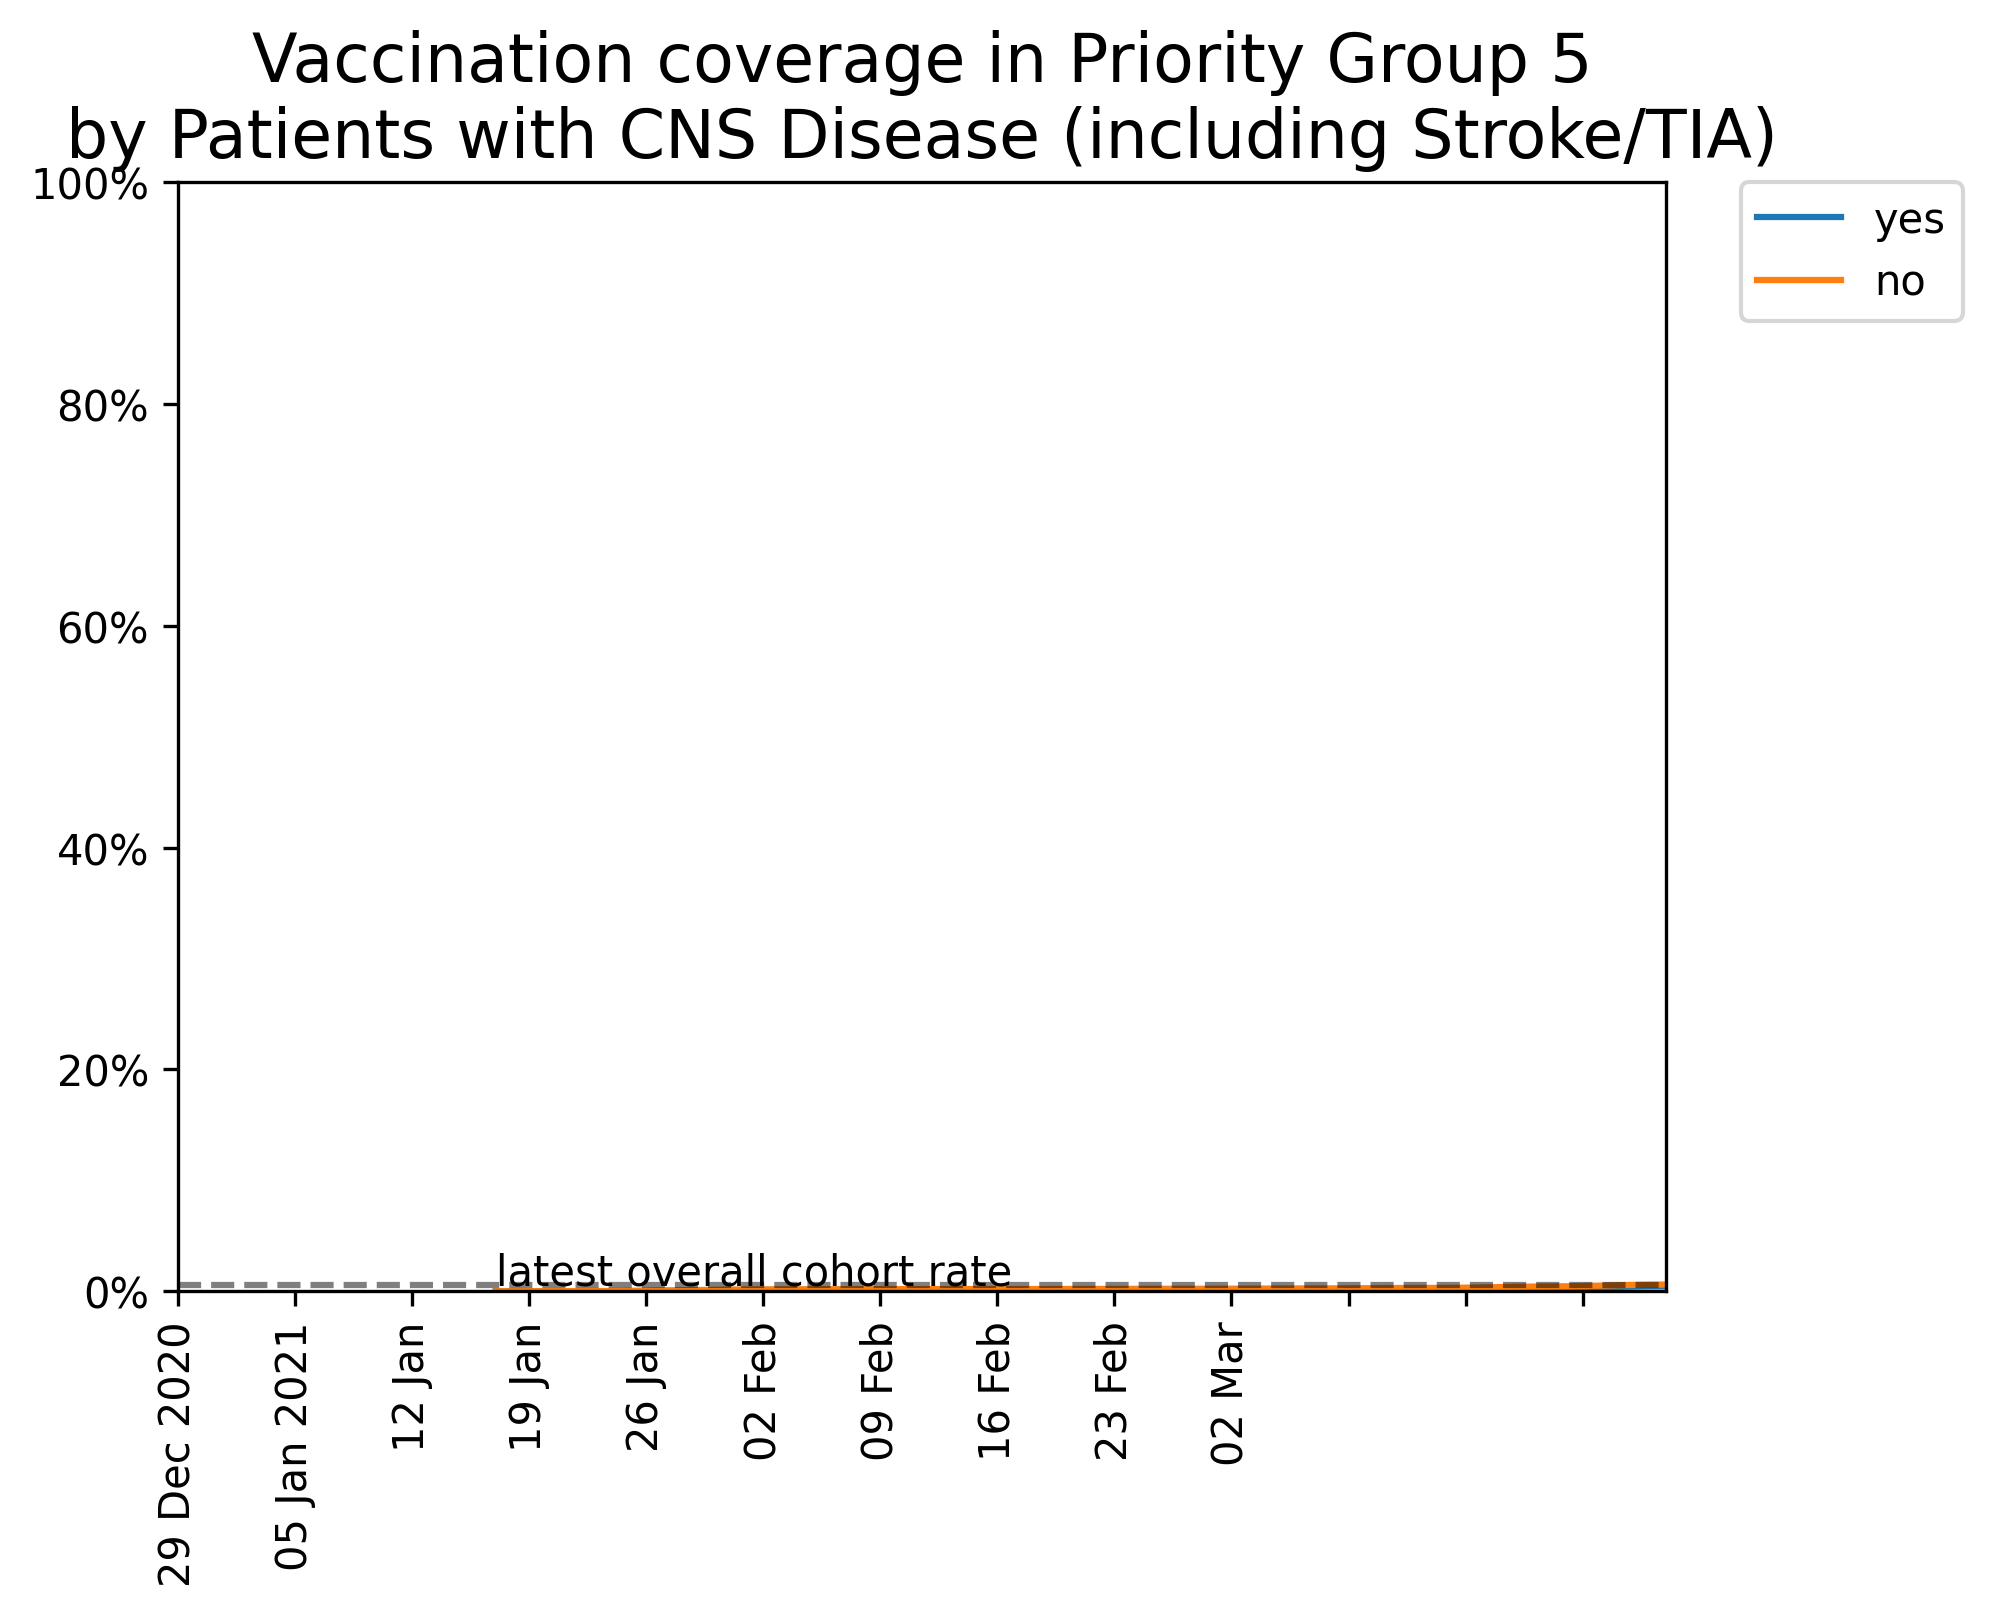 Vaccination coverage in Priority Group 5
by Patients with CNS Disease (including Stroke/TIA)
100%
80%
60%
40%
20%
0%
yes
no
latest overall cohort rate
29 Dec 2020
05 Jan 2021
12 Jan
19 Jan
26 Jan
02 Feb
09 Feb
16 Feb
23 Feb
02 Mar